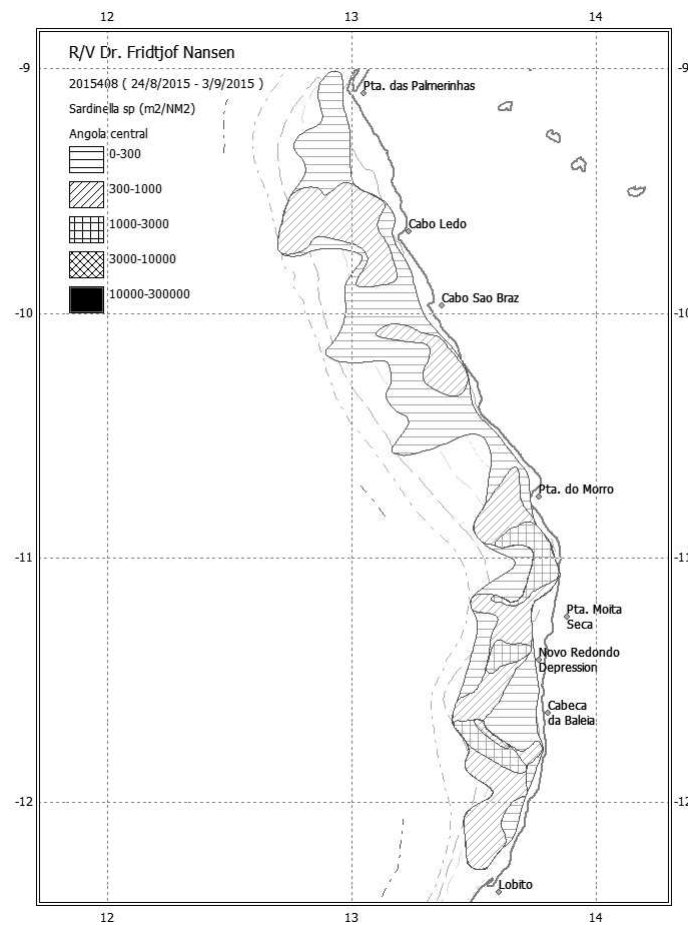 12 13 14
R/V Dr. Fridtjof Nansen
-9 -9
2015408 ( 24/8/2015 - 3/9/2015 )
Pta. das Palmerinhas
Sardinella sp (m2/NM2)
Angola central
0-300
300-1000
1000-3000
Cabo Ledo
3000-10000
10000-300000
Cabo Sao Braz
-10 -10
Pta. do Morro
-11 -11
Pta. Moita
Seca
Novo Redondo
Depression
Cabeca
da Baleia
-12 -12
Lobito
12 13 14